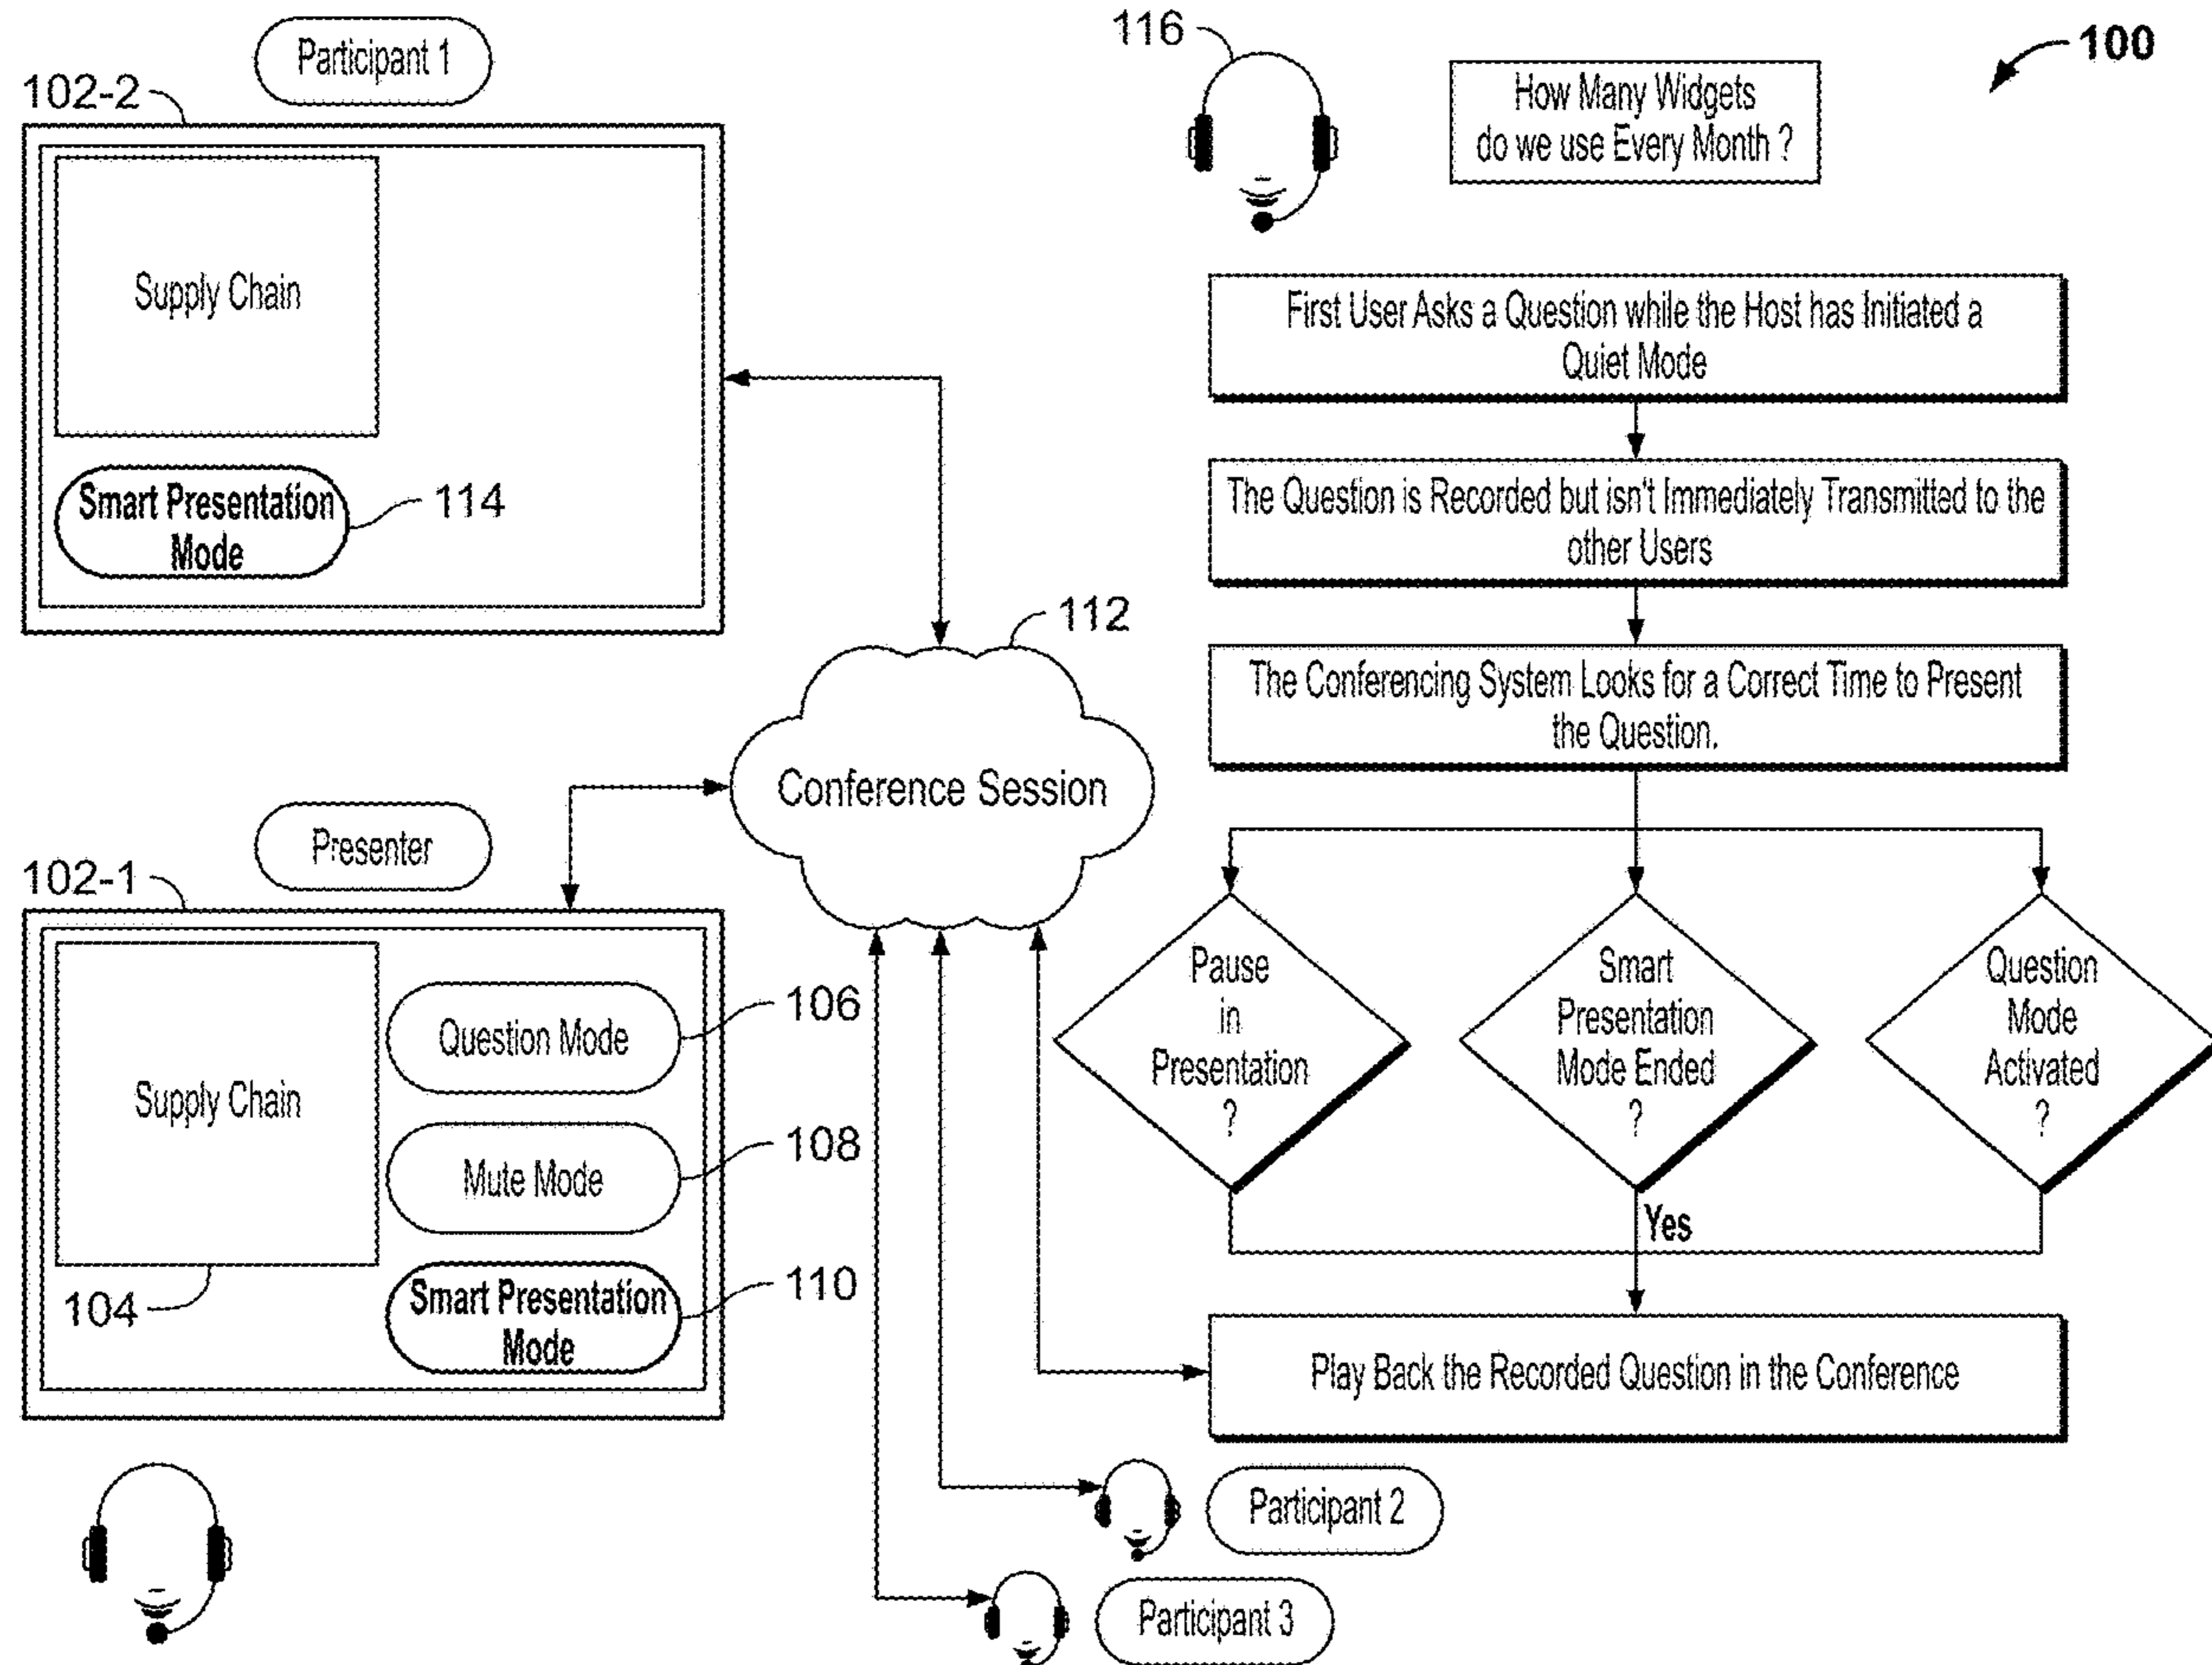 Participant 1
102-2
Supply Chain
Smart Presentation
Mode
114
116
How Many Widgets
do we use Every Month ?
100
First User Asks a Question while the Host has Initiated a
Quiet Mode
The Question is Recorded but isn't Immediately Transmitted to the
other Users
The Conferencing System Looks for a Correct Time to Present
the Question.
112
Conference Session
Presenter
102-1
Supply Chain
104
Question Mode
106
Mute Mode
108
Smart Presentation
Mode
110
Pause
in
Presentation
?
Smart
Presentation
Mode Ended
?
Question
Mode
Activated
?
Yes
Play Back the Recorded Question in the Conference
Participant 2
Participant 3